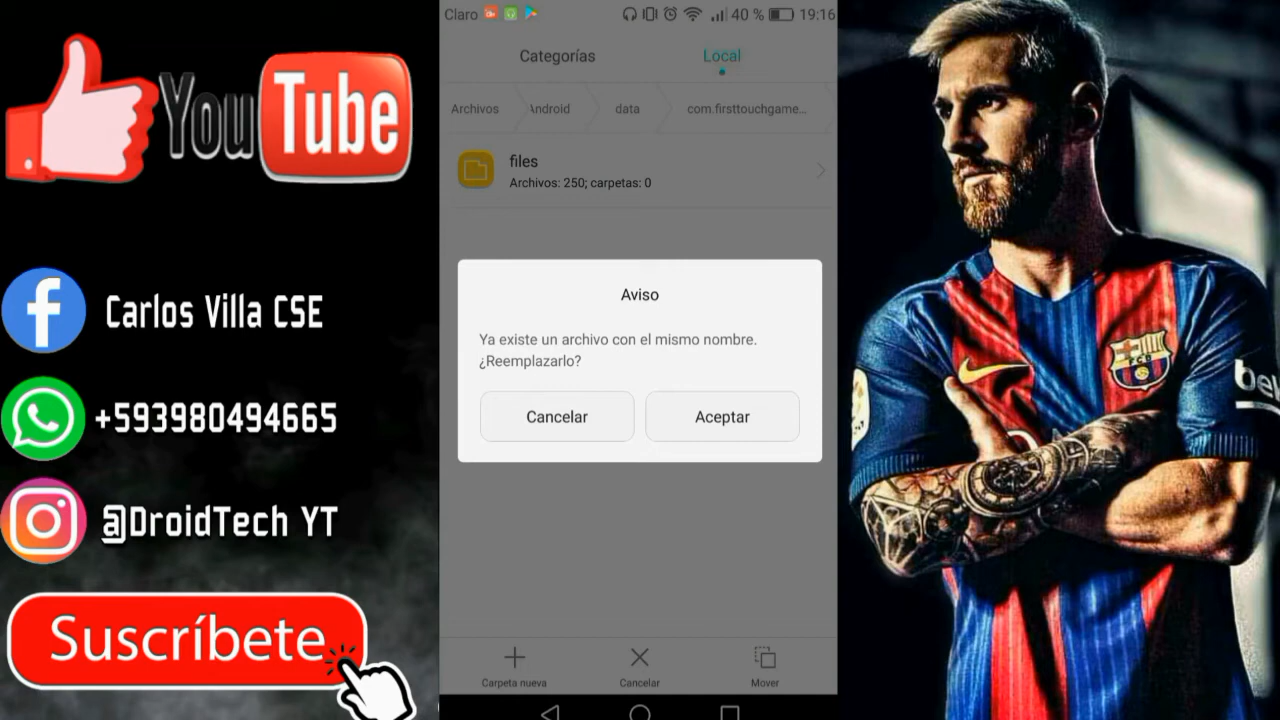 YouTube
Carlos Villa CSE
+593980494665
@DroidTech YT
Suscríbete
Claro 40 % 19:16
Categorías Local
Archivos Android data com.firsttouchgame...
files
Archivos: 250; carpetas: 0
Aviso
Ya existe un archivo con el mismo nombre.
¿Reemplazarlo?
Cancelar Aceptar
Carpeta nueva Cancelar Mover
FCB
bek